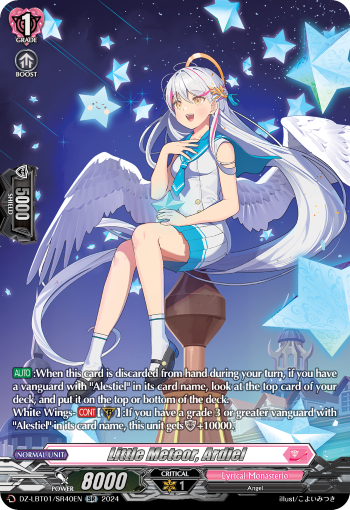 1
GRADE
BOOST
5000
SHIELD
AUTO:When this card is discarded from hand during your turn, if you have
a vanguard with "Alestiel" in its card name, look at the top card of your
deck, and put it on the top or bottom of the deck.
White Wings-CONT【】:If you have a grade 3 or greater vanguard with
"Alestiel" in its card name, this unit gets +10000.
NORMAL UNIT
Little Meteor, Ardiel
POWER 8000
CRITICAL
1
Lyrical Monasterio
Angel
D DZ-LBT01/SR40EN SR 2024
illust/こよいみつき